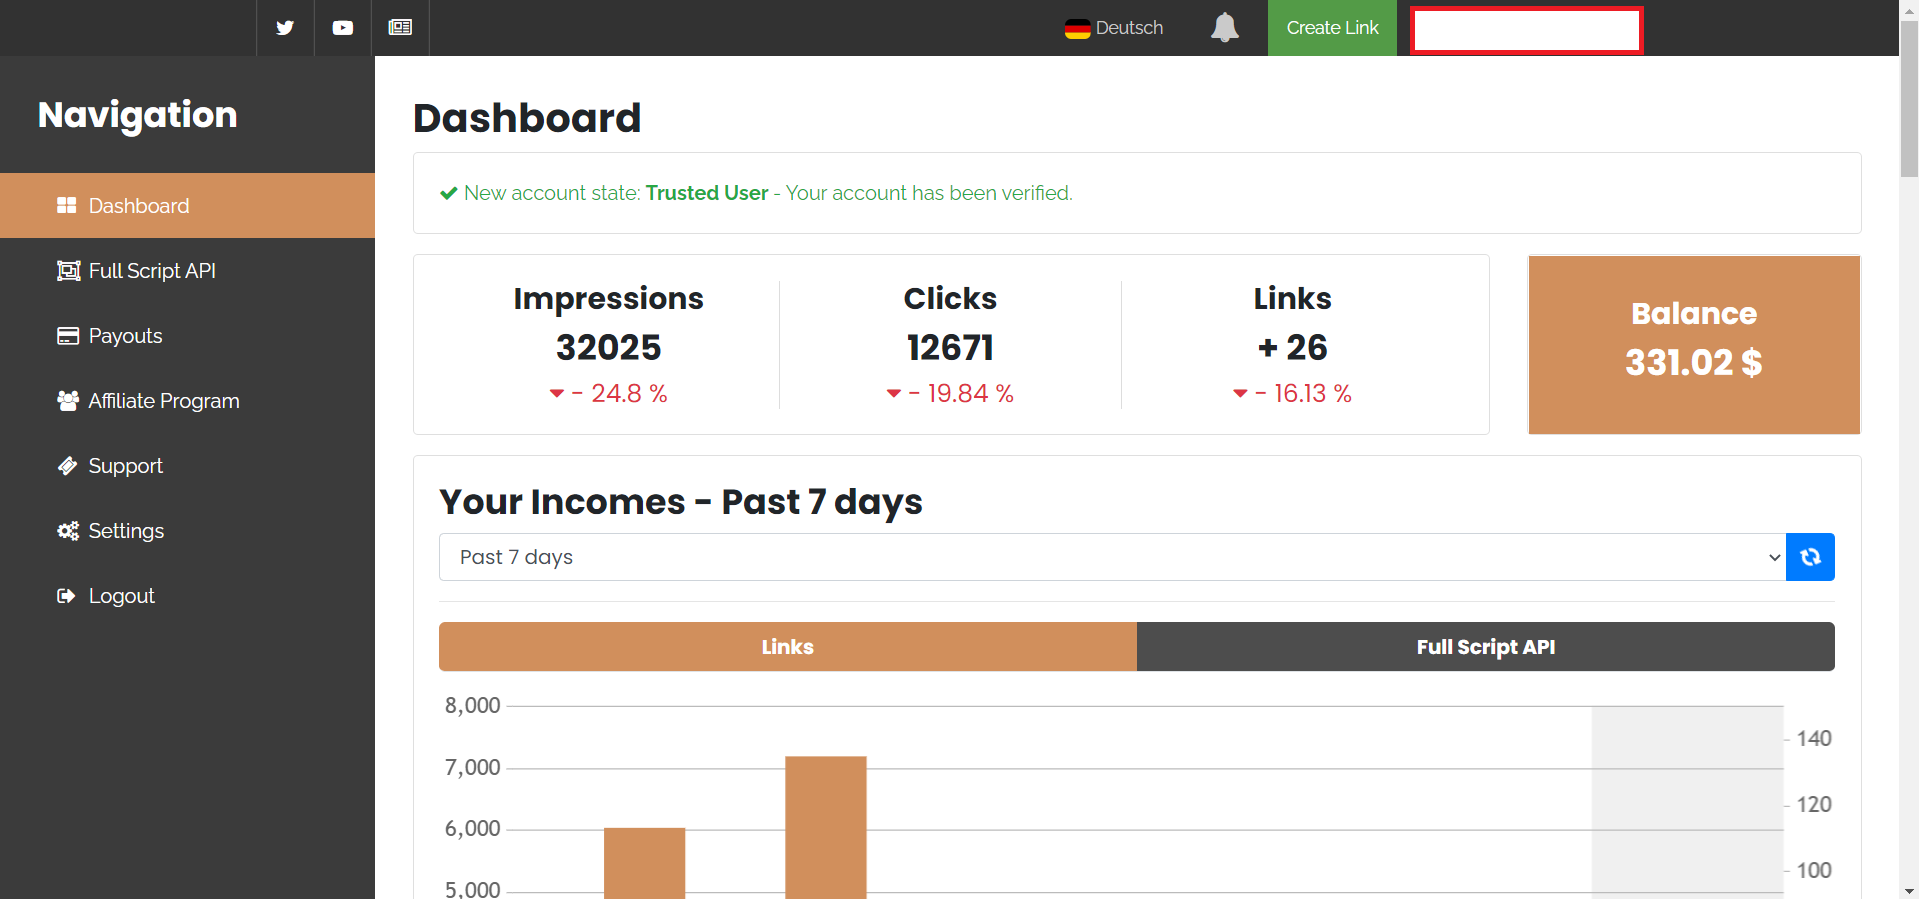 Deutsch
Create Link
Navigation
Dashboard
Full Script API
Payouts
Affiliate Program
Support
Settings
Logout
Dashboard
New account state: Trusted User - Your account has been verified.
Impressions
32025
- 24.8 %
Clicks
12671
- 19.84 %
Links
+ 26
- 16.13 %
Balance
331.02 $
Your Incomes - Past 7 days
Past 7 days
Links
Full Script API
8,000
7,000
6,000
5,000
140
120
100